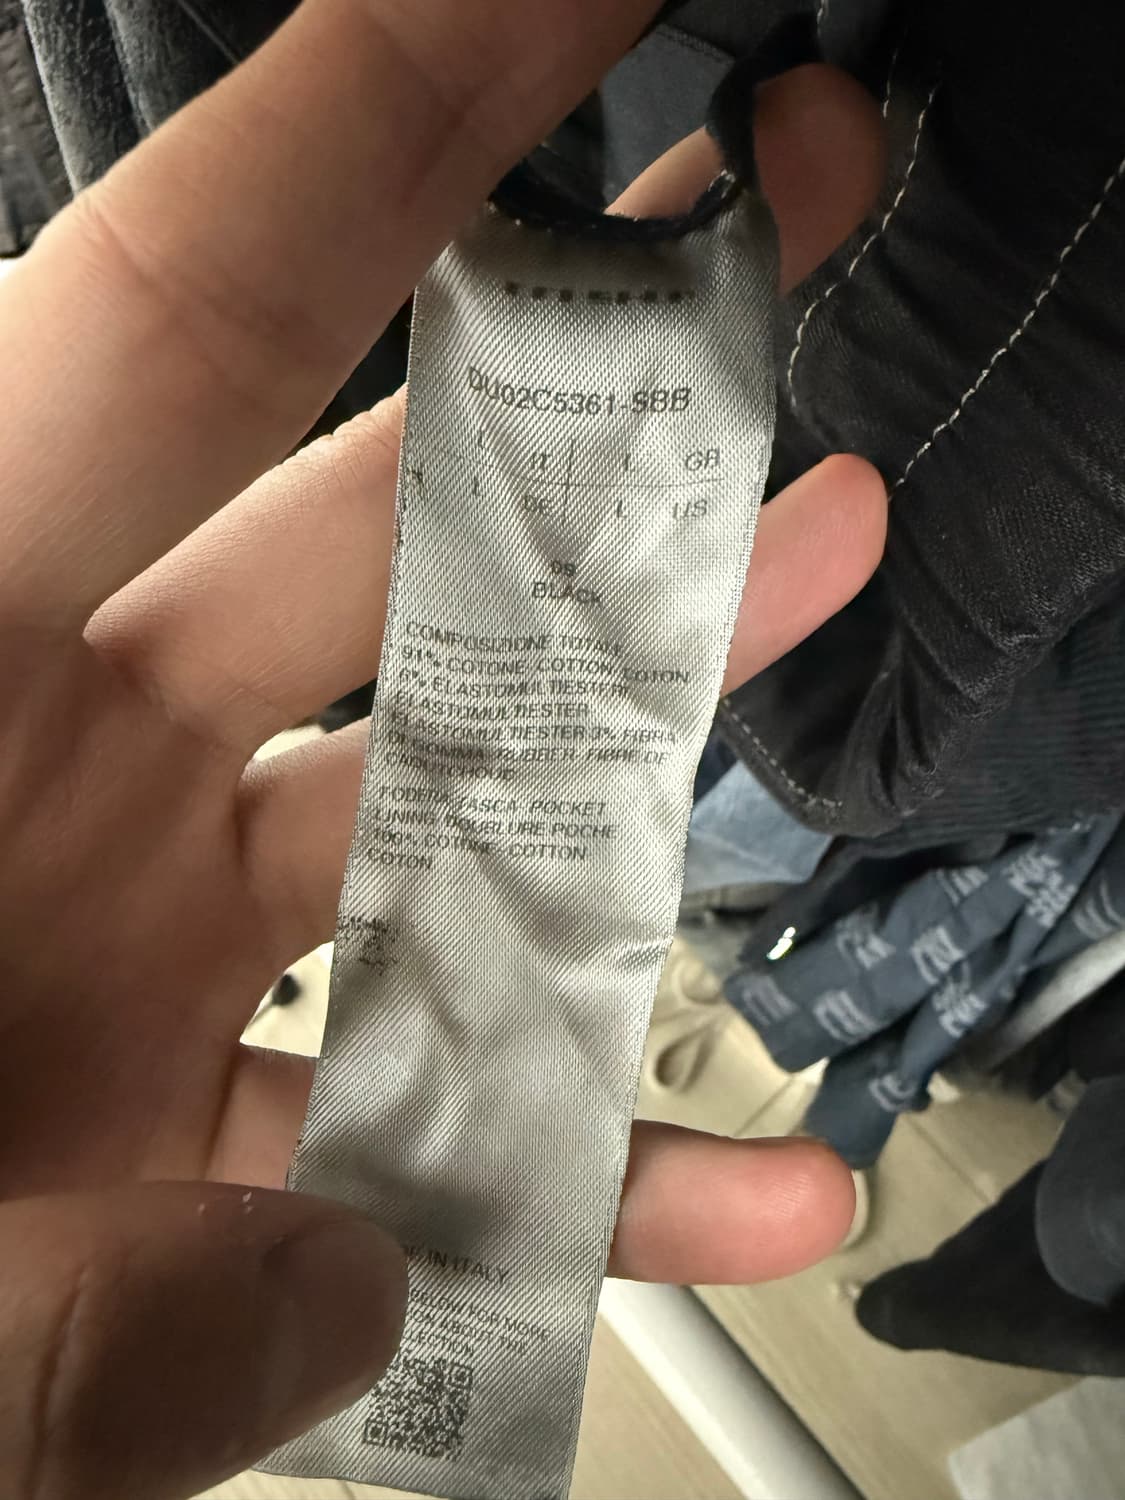 DU02C5361-SBB
L IT L GB
L DE L US
09
BLACK
COMPOSIZIONE TOTALE
91% COTONE, COTTON, COTON
6% ELASTOMULTIESTERE
ELASTOMULTIESTER
ELASTOMULTIESTER 3% FIBRA
DI GOMMA, RUBBER, FIBRE DE
CAOUTCHOUC
FODERA TASCA, POCKET
LINING, DOUBLURE POCHE
100% COTONE, COTTON
COTON
DE IN ITALY